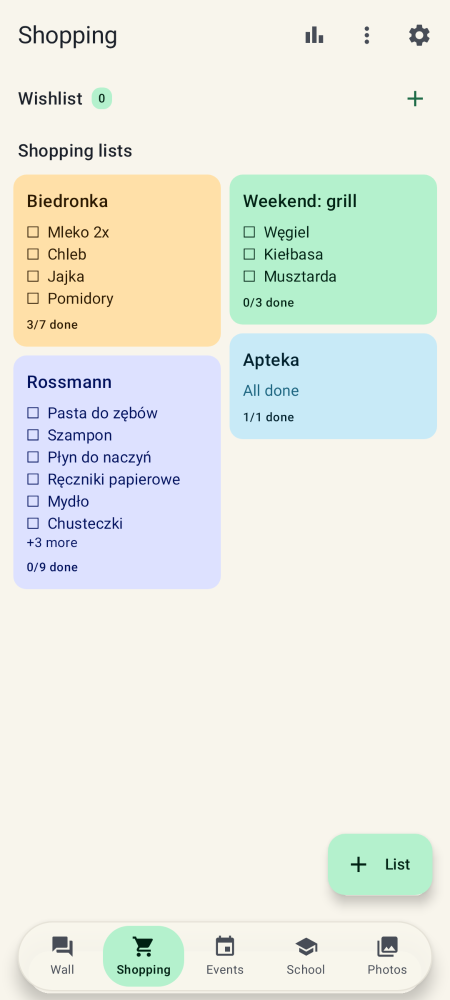 Shopping
Wishlist 0
Shopping lists
Biedronka
Mleko 2x
Chleb
Jajka
Pomidory
3/7 done
Weekend: grill
Węgiel
Kiełbasa
Musztarda
0/3 done
Apteka
All done
1/1 done
Rossmann
Pasta do zębów
Szampon
Płyn do naczyń
Ręczniki papierowe
Mydło
Chusteczki
+3 more
0/9 done
List
Wall
Shopping
Events
School
Photos